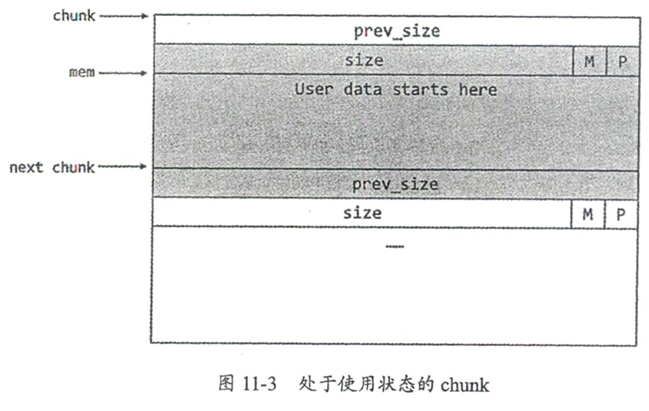 chunk
prev_size
size M P
mem
User data starts here
next chunk
prev_size
size M P
……
图 11-3 处于使用状态的 chunk